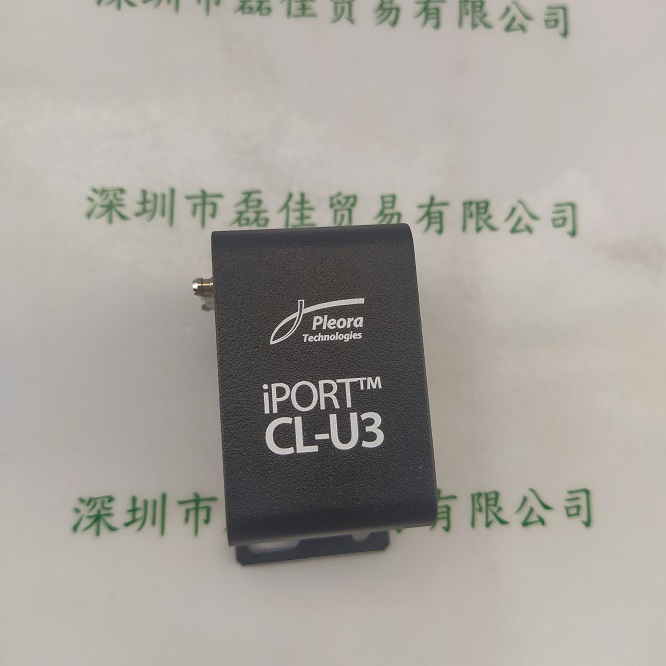 深圳市磊佳贸易有限公司
深圳市磊佳贸易有限公司
Pleora
Technologies
iPORT™
CL-U3
深圳市磊 有限公司